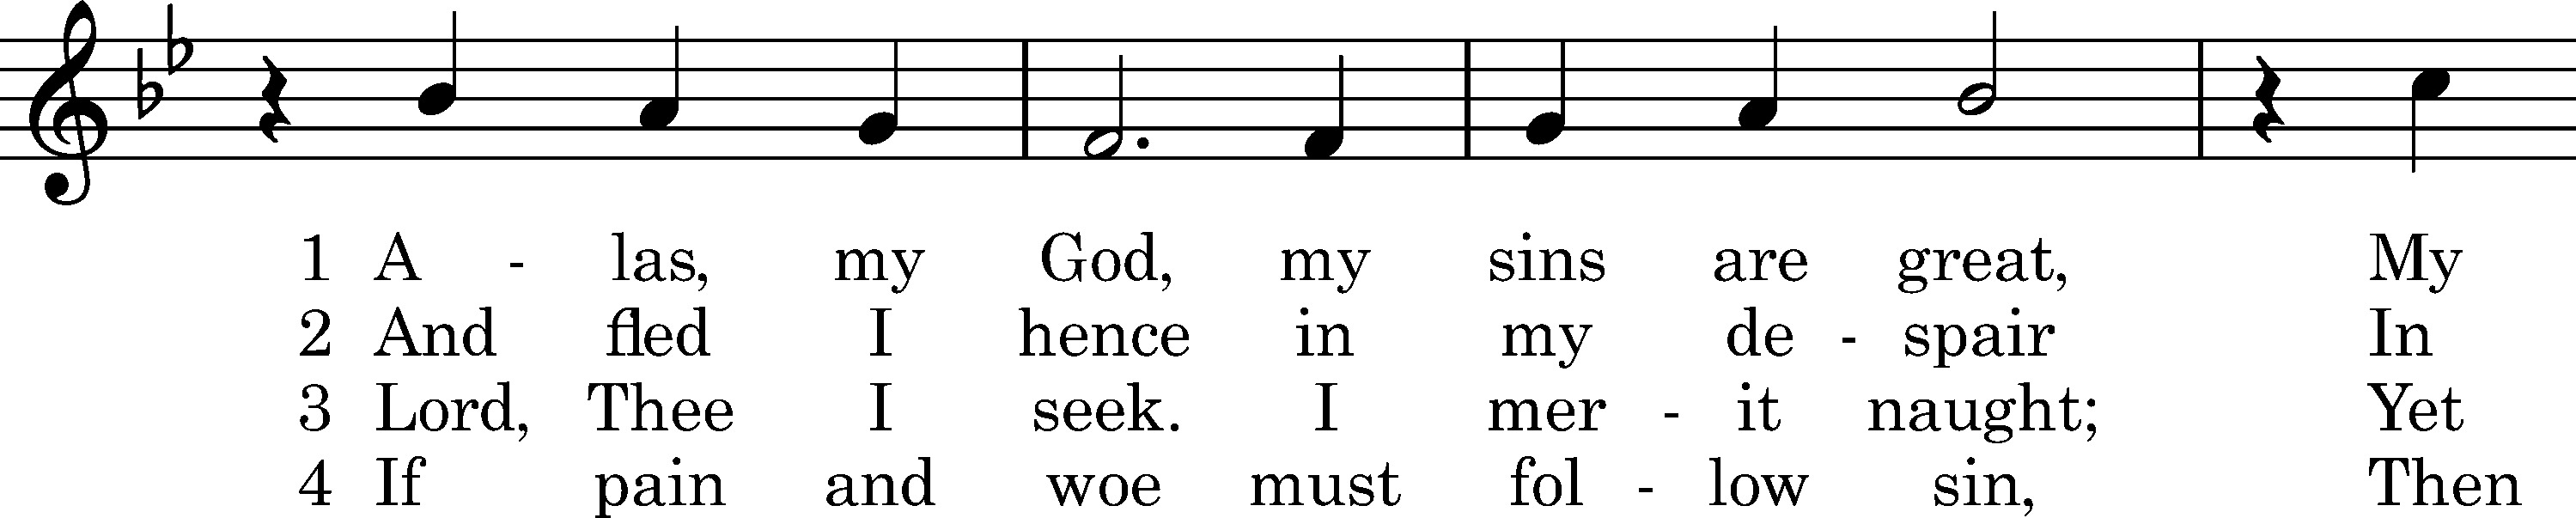 1 A - las, my God, my sins are great, My
2 And fled I hence in my de - spair In
3 Lord, Thee I seek. I mer - it naught; Yet
4 If pain and woe must fol - low sin, Then